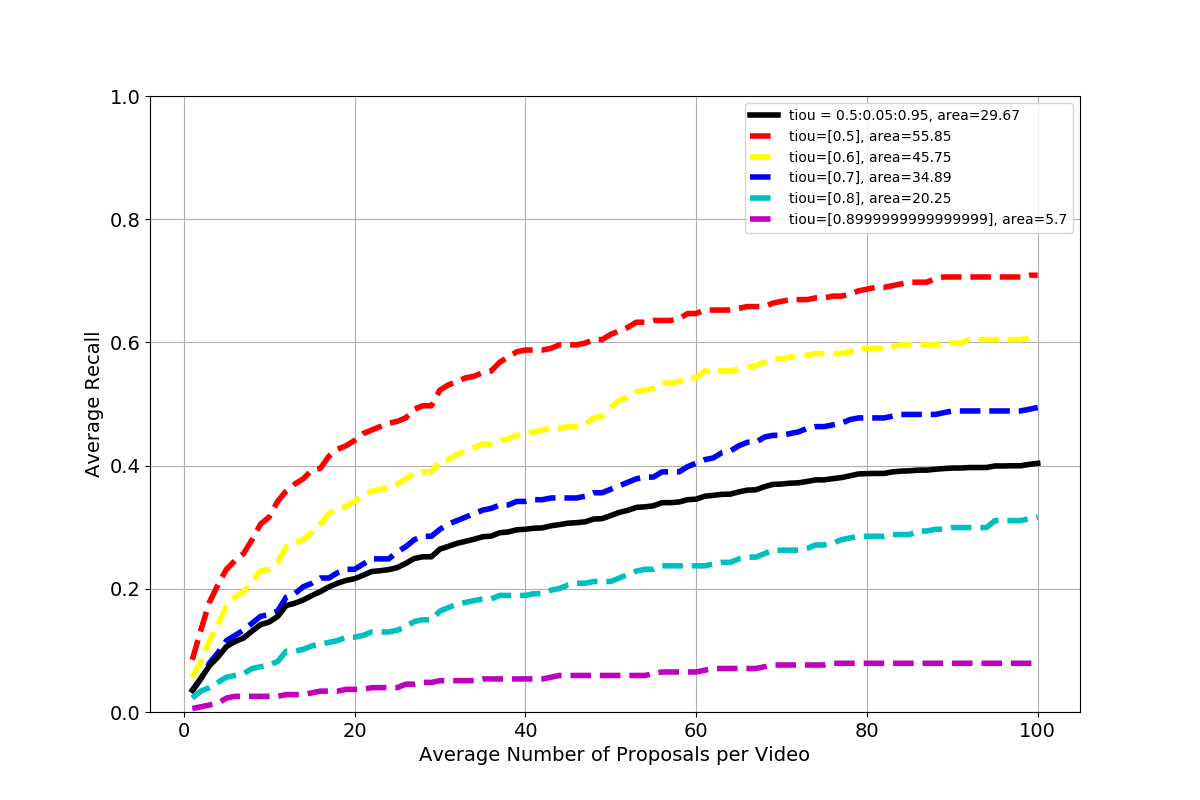 1.0
0.8
0.6
0.4
0.2
0.0
Average Recall
tiou = 0.5:0.05:0.95, area=29.67
tiou=[0.5], area=55.85
tiou=[0.6], area=45.75
tiou=[0.7], area=34.89
tiou=[0.8], area=20.25
tiou=[0.8999999999999999], area=5.7
0 20 40 60 80 100
Average Number of Proposals per Video